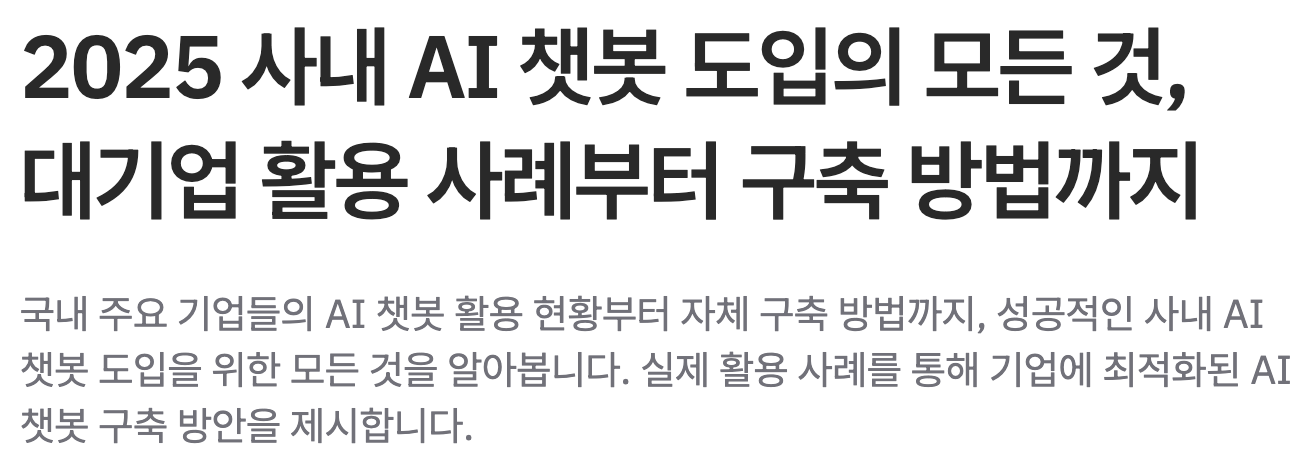 2025 사내 AI 챗봇 도입의 모든 것,
대기업 활용 사례부터 구축 방법까지
국내 주요 기업들의 AI 챗봇 활용 현황부터 자체 구축 방법까지, 성공적인 사내 AI
챗봇 도입을 위한 모든 것을 알아봅니다. 실제 활용 사례를 통해 기업에 최적화된 AI
챗봇 구축 방안을 제시합니다.